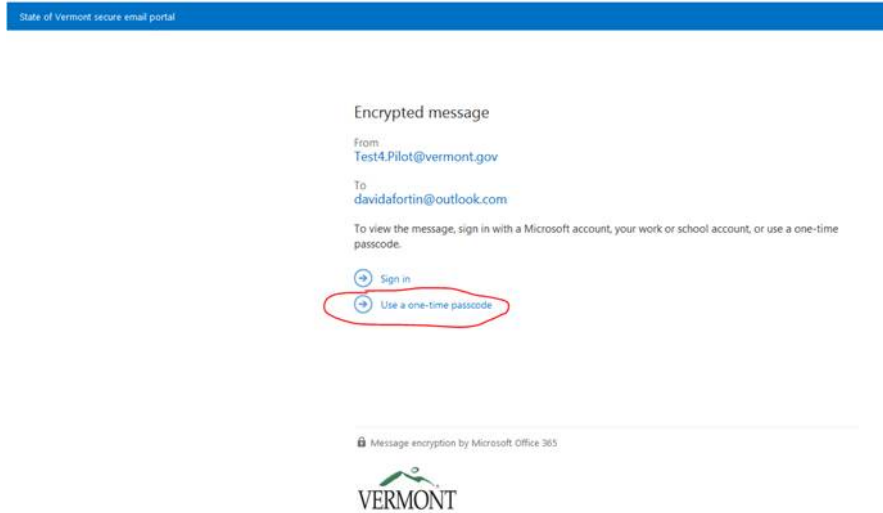 State of Vermont secure email portal
Encrypted message
From
Test4.Pilot@vermont.gov
To
davidafortin@outlook.com
To view the message, sign in with a Microsoft account, your work or school account, or use a one-time
passcode.
Sign in
Use a one-time passcode
Message encryption by Microsoft Office 365
VERMONT